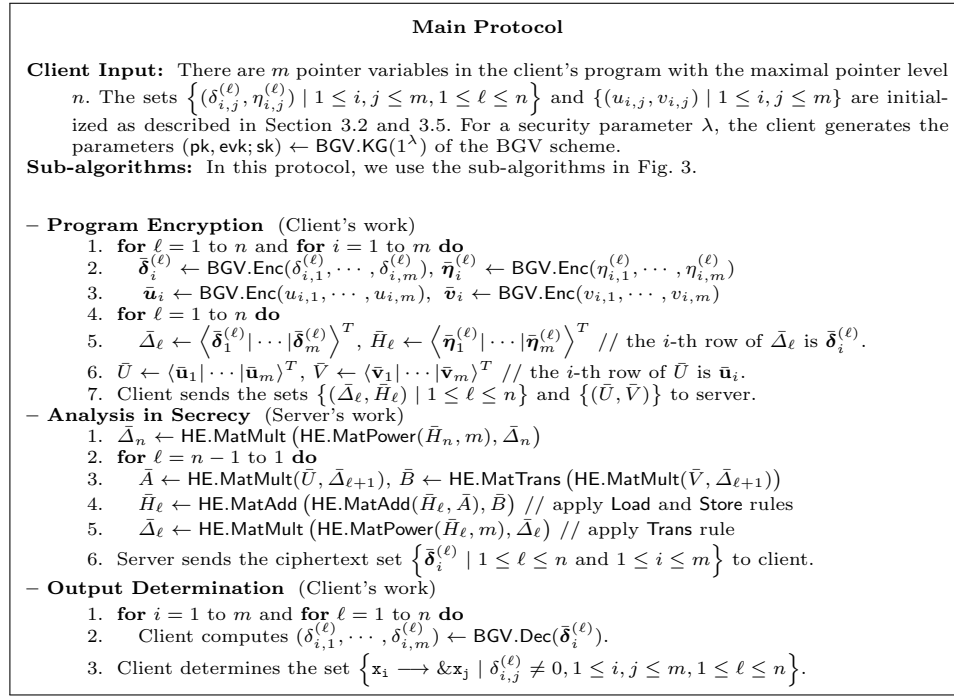 Main Protocol
Client Input: There are m pointer variables in the client's program with the maximal pointer level
n. The sets {(δ_{i,j}^{(ℓ)}, η_{i,j}^{(ℓ)}) | 1 ≤ i, j ≤ m, 1 ≤ ℓ ≤ n} and {(u_{i,j}, v_{i,j}) | 1 ≤ i, j ≤ m} are initial-
ized as described in Section 3.2 and 3.5. For a security parameter λ, the client generates the
parameters (pk, evk; sk) ← BGV.KG(1^λ) of the BGV scheme.
Sub-algorithms: In this protocol, we use the sub-algorithms in Fig. 3.
– Program Encryption (Client's work)
1. for ℓ = 1 to n and for i = 1 to m do
2. δ̄_i^{(ℓ)} ← BGV.Enc(δ_{i,1}^{(ℓ)}, ⋯, δ_{i,m}^{(ℓ)}), η̄_i^{(ℓ)} ← BGV.Enc(η_{i,1}^{(ℓ)}, ⋯, η_{i,m}^{(ℓ)})
3. ū_i ← BGV.Enc(u_{i,1}, ⋯, u_{i,m}), v̄_i ← BGV.Enc(v_{i,1}, ⋯, v_{i,m})
4. for ℓ = 1 to n do
5. Δ̄_ℓ ← ⟨δ̄_1^{(ℓ)}| ⋯ |δ̄_m^{(ℓ)}⟩^T, H̄_ℓ ← ⟨η̄_1^{(ℓ)}| ⋯ |η̄_m^{(ℓ)}⟩^T // the i-th row of Δ̄_ℓ is δ̄_i^{(ℓ)}.
6. Ū ← ⟨ū_1| ⋯ |ū_m⟩^T, V̄ ← ⟨v̄_1| ⋯ |v̄_m⟩^T // the i-th row of Ū is ū_i.
7. Client sends the sets {(Δ̄_ℓ, H̄_ℓ) | 1 ≤ ℓ ≤ n} and {(Ū, V̄)} to server.
– Analysis in Secrecy (Server's work)
1. Δ̄_n ← HE.MatMult (HE.MatPower(H̄_n, m), Δ̄_n)
2. for ℓ = n − 1 to 1 do
3. Ā ← HE.MatMult(Ū, Δ̄_{ℓ+1}), B̄ ← HE.MatTrans (HE.MatMult(V̄, Δ̄_{ℓ+1}))
4. H̄_ℓ ← HE.MatAdd (HE.MatAdd(H̄_ℓ, Ā), B̄) // apply Load and Store rules
5. Δ̄_ℓ ← HE.MatMult (HE.MatPower(H̄_ℓ, m), Δ̄_ℓ) // apply Trans rule
6. Server sends the ciphertext set {δ̄_i^{(ℓ)} | 1 ≤ ℓ ≤ n and 1 ≤ i ≤ m} to client.
– Output Determination (Client's work)
1. for i = 1 to m and for ℓ = 1 to n do
2. Client computes (δ_{i,1}^{(ℓ)}, ⋯, δ_{i,m}^{(ℓ)}) ← BGV.Dec(δ̄_i^{(ℓ)}).
3. Client determines the set {x_i ⟶ &x_j | δ_{i,j}^{(ℓ)} ≠ 0, 1 ≤ i, j ≤ m, 1 ≤ ℓ ≤ n}.